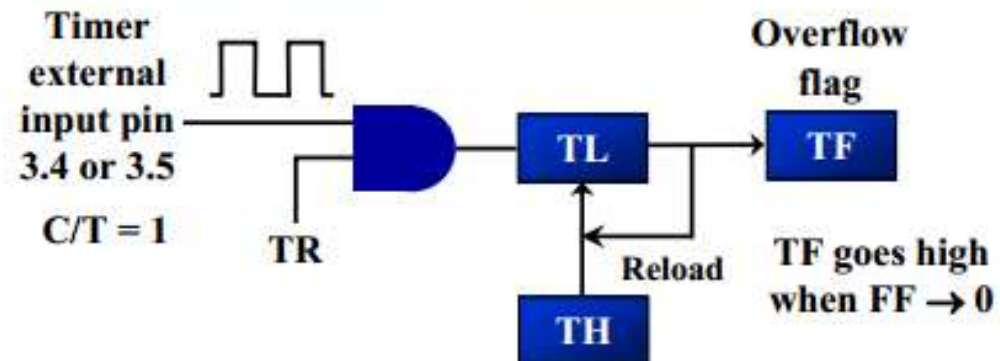 Timer
external
input pin
3.4 or 3.5
C/T = 1
TR
TL
TH
Reload
Overflow
flag
TF
TF goes high
when FF → 0